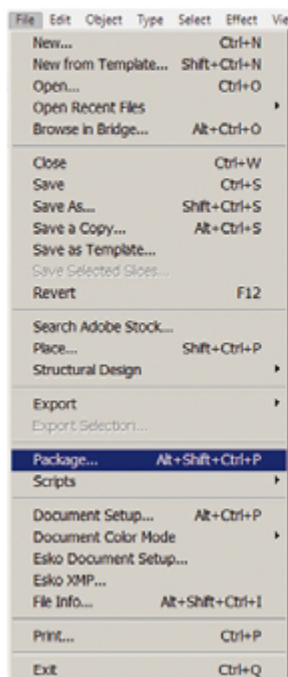 File Edit Object Type Select Effect Vie
New... Ctrl+N
New from Template... Shift+Ctrl+N
Open... Ctrl+O
Open Recent Files
Browse in Bridge... Alt+Ctrl+O
Close Ctrl+W
Save Ctrl+S
Save As... Shift+Ctrl+S
Save a Copy... Alt+Ctrl+S
Save as Template...
Save Selected Slices...
Revert F12
Search Adobe Stock...
Place... Shift+Ctrl+P
Structural Design
Export
Export Selection...
Package... Alt+Shift+Ctrl+P
Scripts
Document Setup... Alt+Ctrl+P
Document Color Mode
Esko Document Setup...
Esko XMP...
File Info... Alt+Shift+Ctrl+I
Print... Ctrl+P
Exit Ctrl+Q